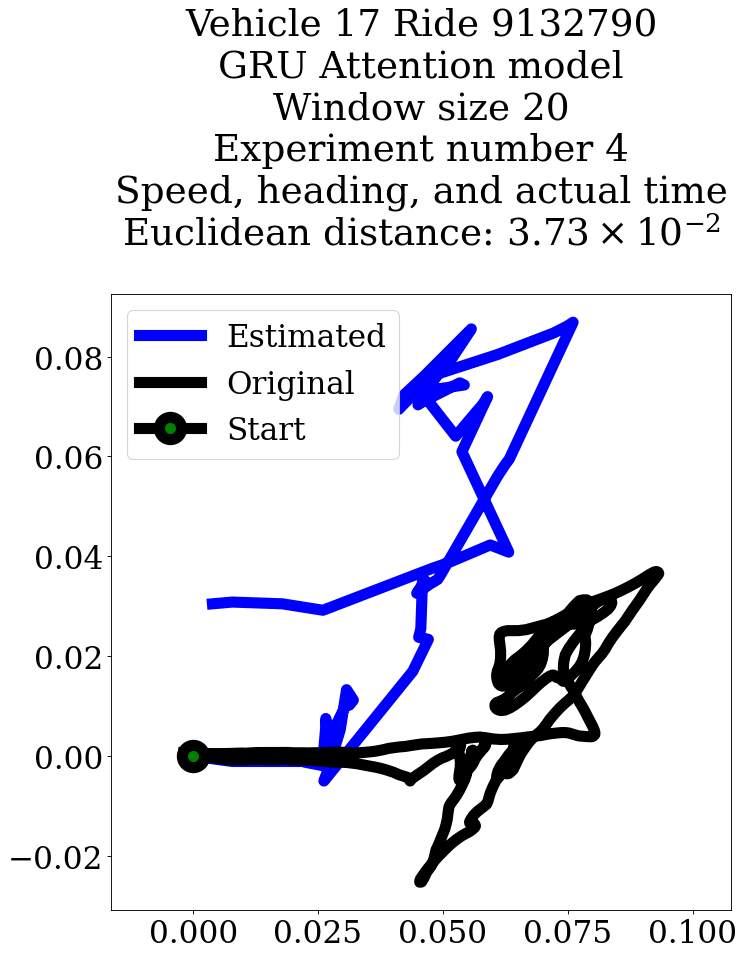 Vehicle 17 Ride 9132790
GRU Attention model
Window size 20
Experiment number 4
Speed, heading, and actual time
Euclidean distance: 3.73 × 10⁻²
Estimated
Original
Start
0.08
0.06
0.04
0.02
0.00
−0.02
0.000 0.025 0.050 0.075 0.100